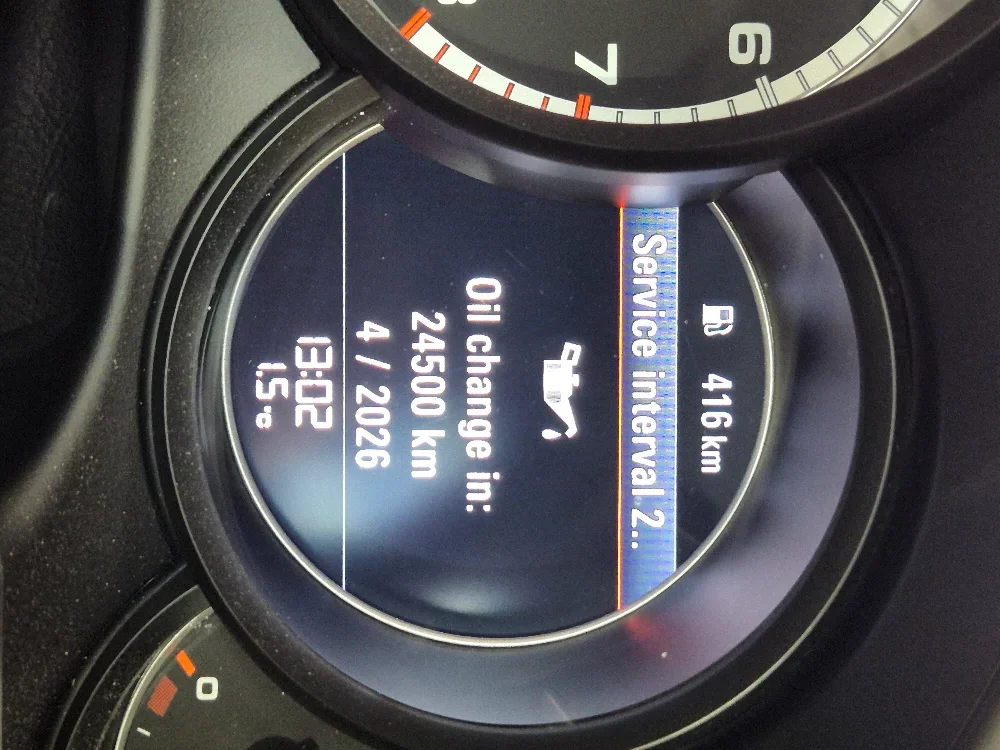 6
7
8
416 km
Service interval 2..
Oil change in:
24500 km
4 / 2026
13:02
1.5°c
0